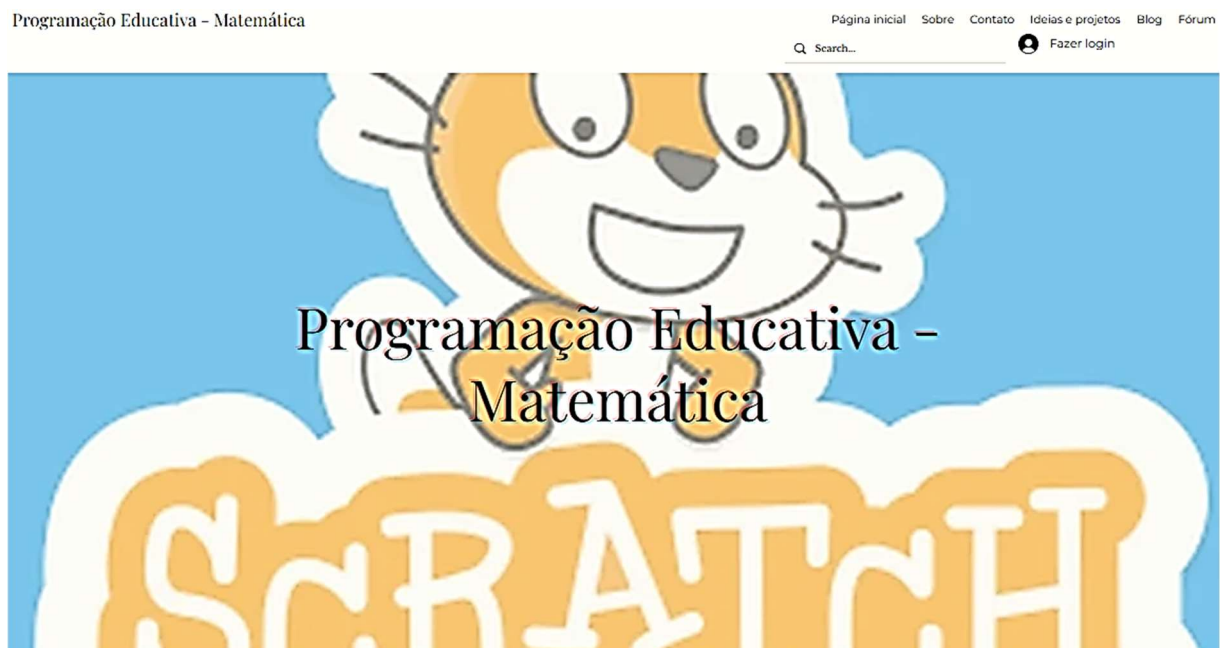 Programação Educativa - Matemática
Página inicial Sobre Contato Ideias e projetos Blog Fórum
Search...
Fazer login
Programação Educativa -
Matemática
SCRATCH